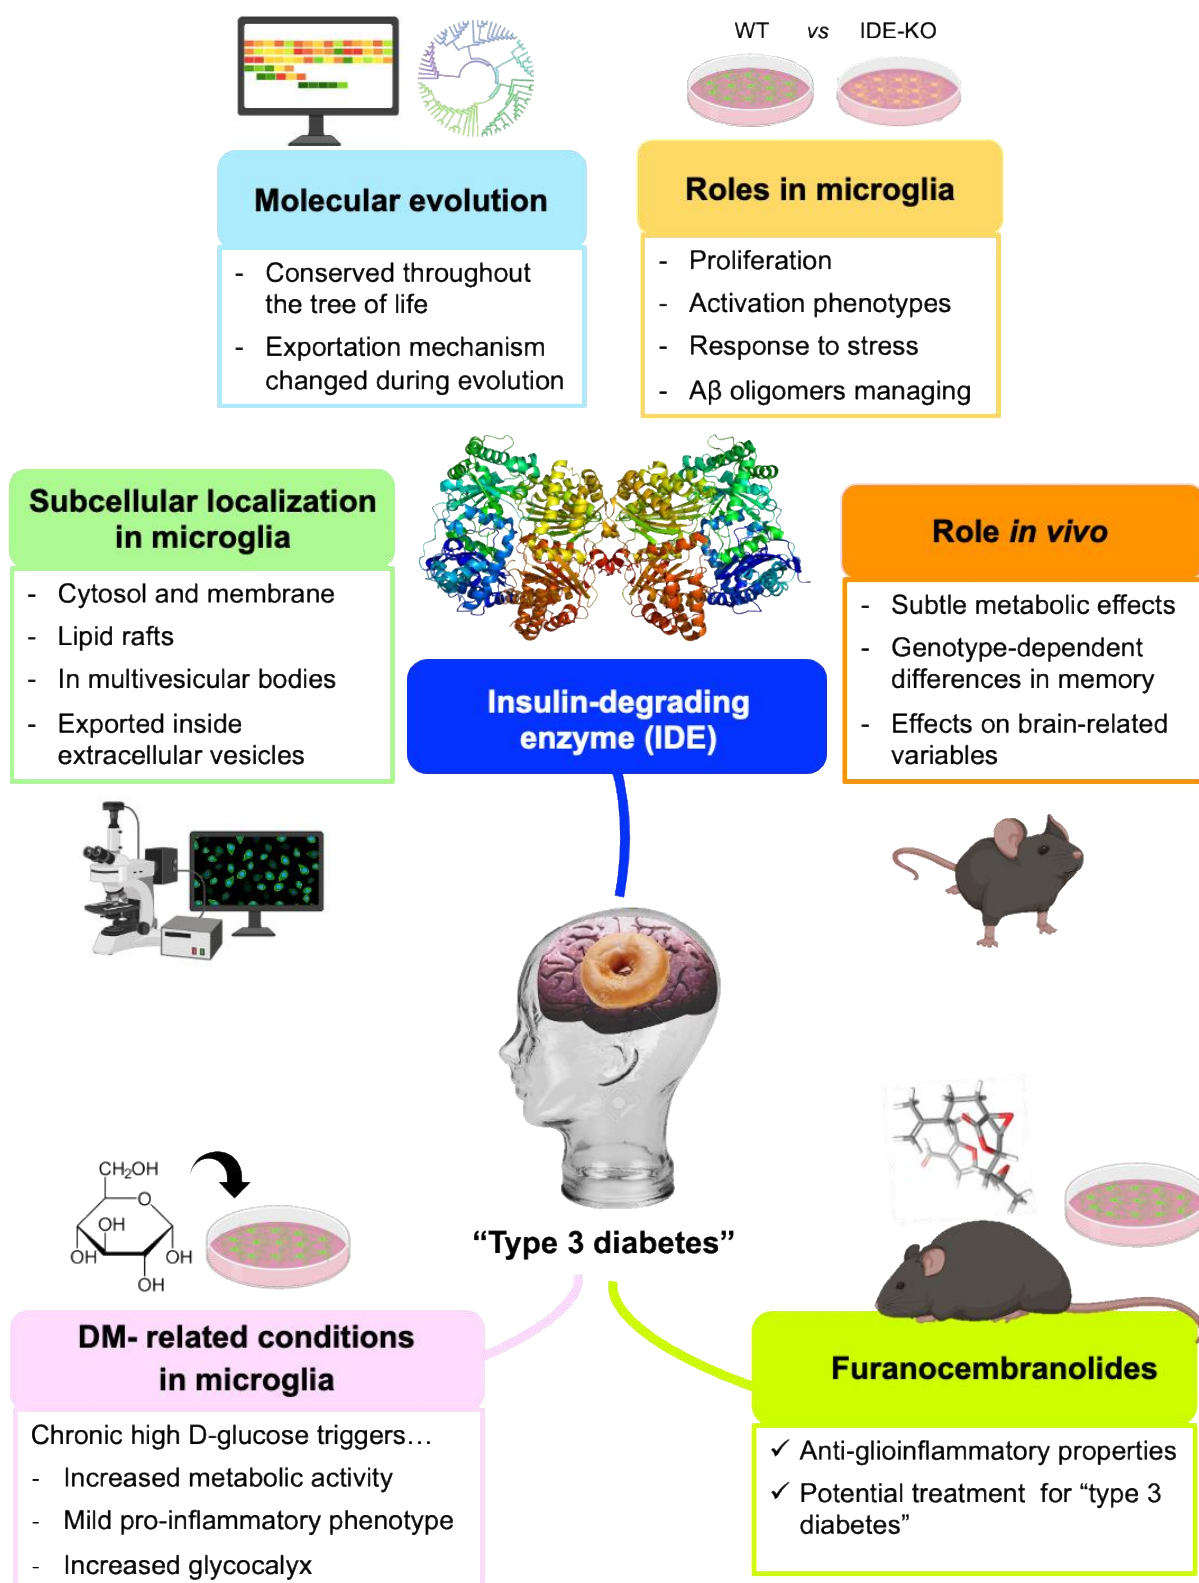 WT vs IDE-KO
Molecular evolution
- Conserved throughout
the tree of life
- Exportation mechanism
changed during evolution
Roles in microglia
- Proliferation
- Activation phenotypes
- Response to stress
- Aβ oligomers managing
Subcellular localization
in microglia
- Cytosol and membrane
- Lipid rafts
- In multivesicular bodies
- Exported inside
extracellular vesicles
Insulin-degrading
enzyme (IDE)
Role in vivo
- Subtle metabolic effects
- Genotype-dependent
differences in memory
- Effects on brain-related
variables
CH₂OH
O
OH
OH
OH
OH
“Type 3 diabetes”
DM- related conditions
in microglia
Chronic high D-glucose triggers…
- Increased metabolic activity
- Mild pro-inflammatory phenotype
- Increased glycocalyx
Furanocembranolides
✓ Anti-glioinflammatory properties
✓ Potential treatment for “type 3
diabetes”